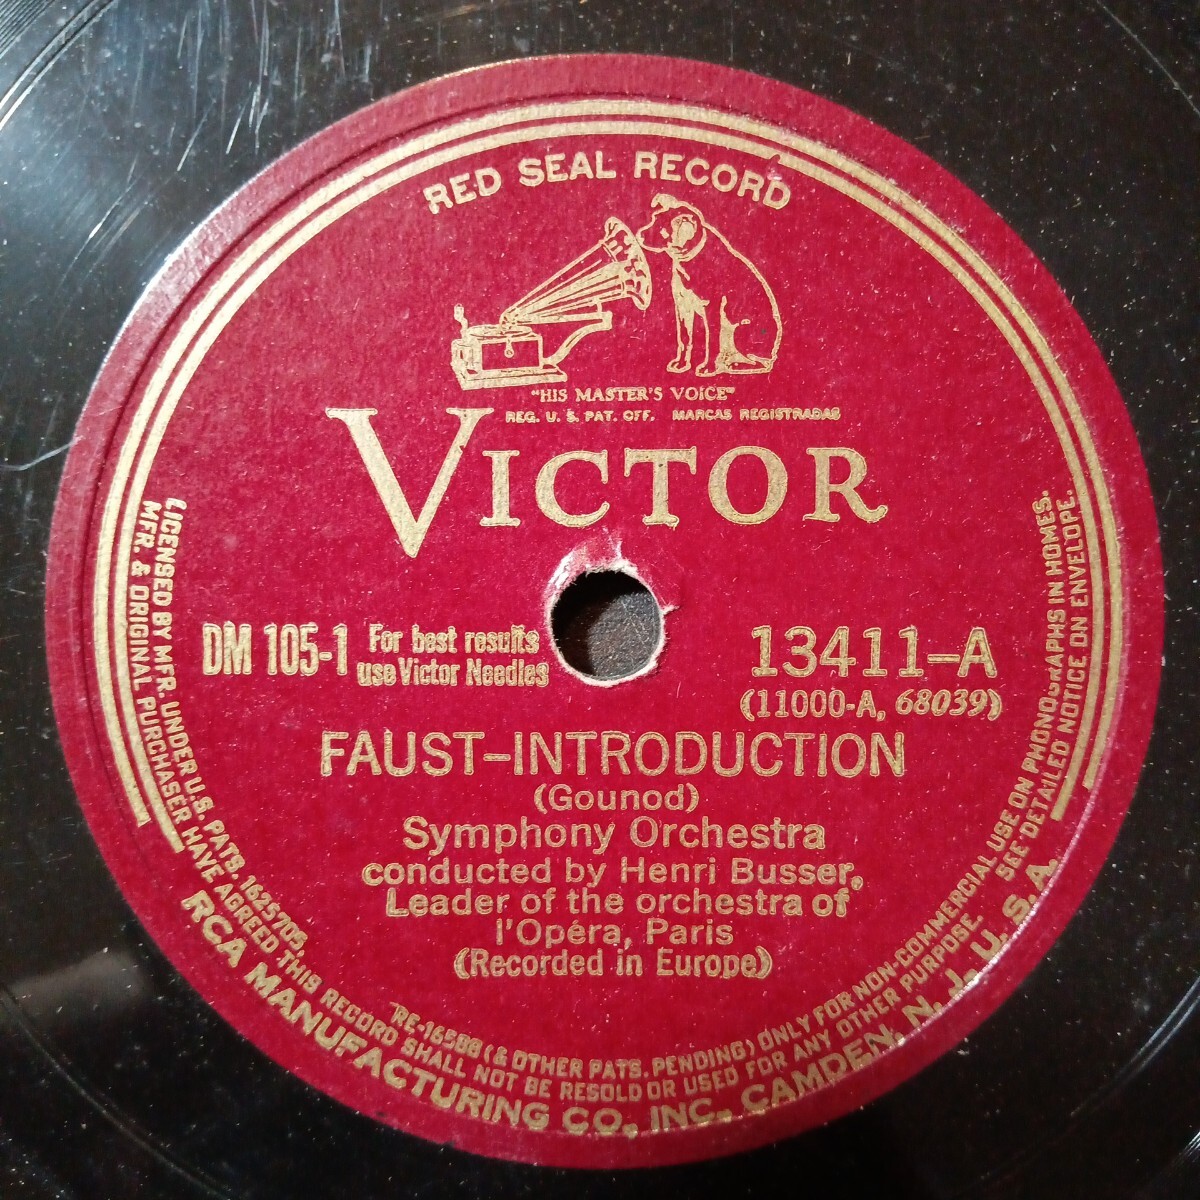 RED SEAL RECORD
"HIS MASTER'S VOICE"
REG. U. S. PAT. OFF. MARCAS REGISTRADAS
VICTOR
DM 105-1
For best results
use Victor Needles
13411-A
(11000-A, 68039)
FAUST-INTRODUCTION
(Gounod)
Symphony Orchestra
conducted by Henri Busser,
Leader of the orchestra of
l'Opéra, Paris
(Recorded in Europe)
LICENSED BY MFR. UNDER U.S. PATS. 1625705, RE-16588 (& OTHER PATS. PENDING) ONLY FOR NON-COMMERCIAL USE ON PHONOGRAPHS IN HOMES.
MFR. & ORIGINAL PURCHASER HAVE AGREED THIS RECORD SHALL NOT BE RESOLD OR USED FOR ANY OTHER PURPOSE. SEE DETAILED NOTICE ON ENVELOPE.
RCA MANUFACTURING CO., INC., CAMDEN, N. J., U. S. A.